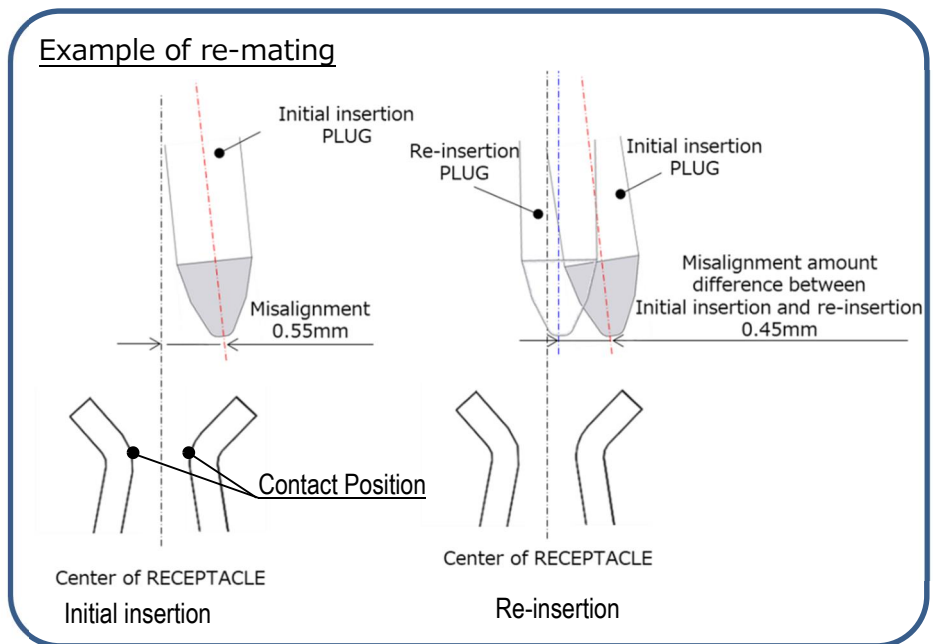 Example of re-mating
Initial insertion
PLUG
Misalignment
0.55mm
Contact Position
Center of RECEPTACLE
Initial insertion
Re-insertion
PLUG
Initial insertion
PLUG
Misalignment amount
difference between
Initial insertion and re-insertion
0.45mm
Center of RECEPTACLE
Re-insertion